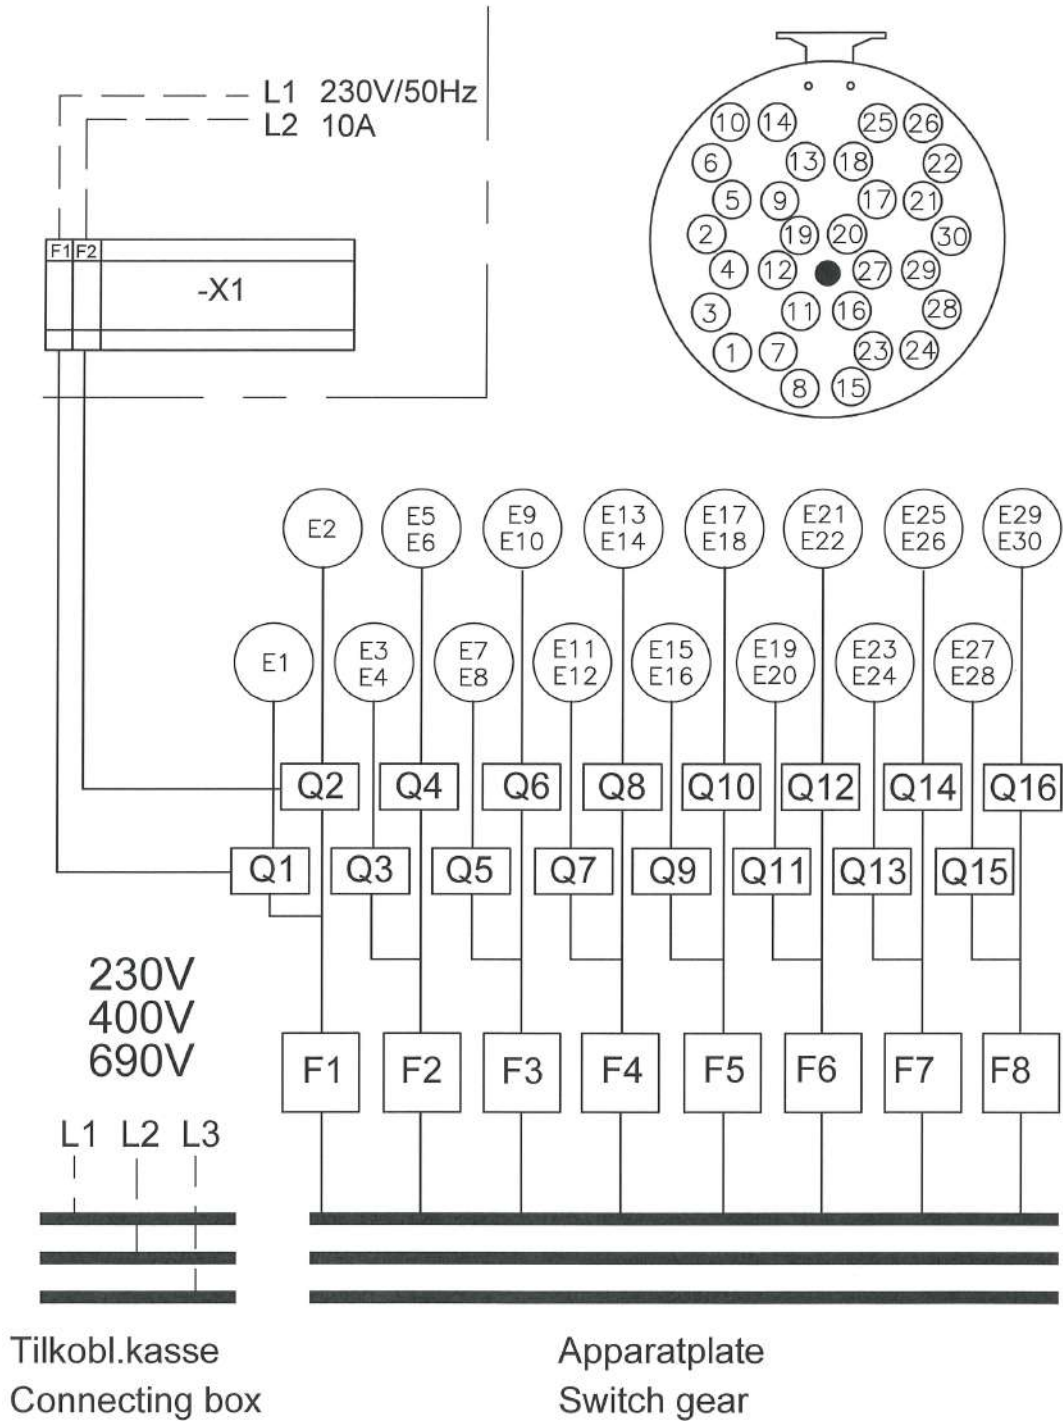 L1 230V/50Hz
L2 10A
F1 F2
-X1
10 14 25 26
6 13 18 22
5 9 17 21
2 19 20 30
4 12 27 29
3 11 16 28
1 7 23 24
8 15
E2
E5
E6
E9
E10
E13
E14
E17
E18
E21
E22
E25
E26
E29
E30
E1
E3
E4
E7
E8
E11
E12
E15
E16
E19
E20
E23
E24
E27
E28
Q2 Q4 Q6 Q8 Q10 Q12 Q14 Q16
Q1 Q3 Q5 Q7 Q9 Q11 Q13 Q15
230V
400V
690V
F1 F2 F3 F4 F5 F6 F7 F8
L1 L2 L3
Tilkobl.kasse
Connecting box
Apparatplate
Switch gear